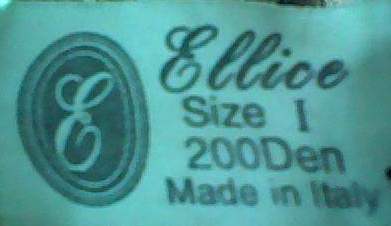 E
Ellice
Size I
200Den
Made in Italy